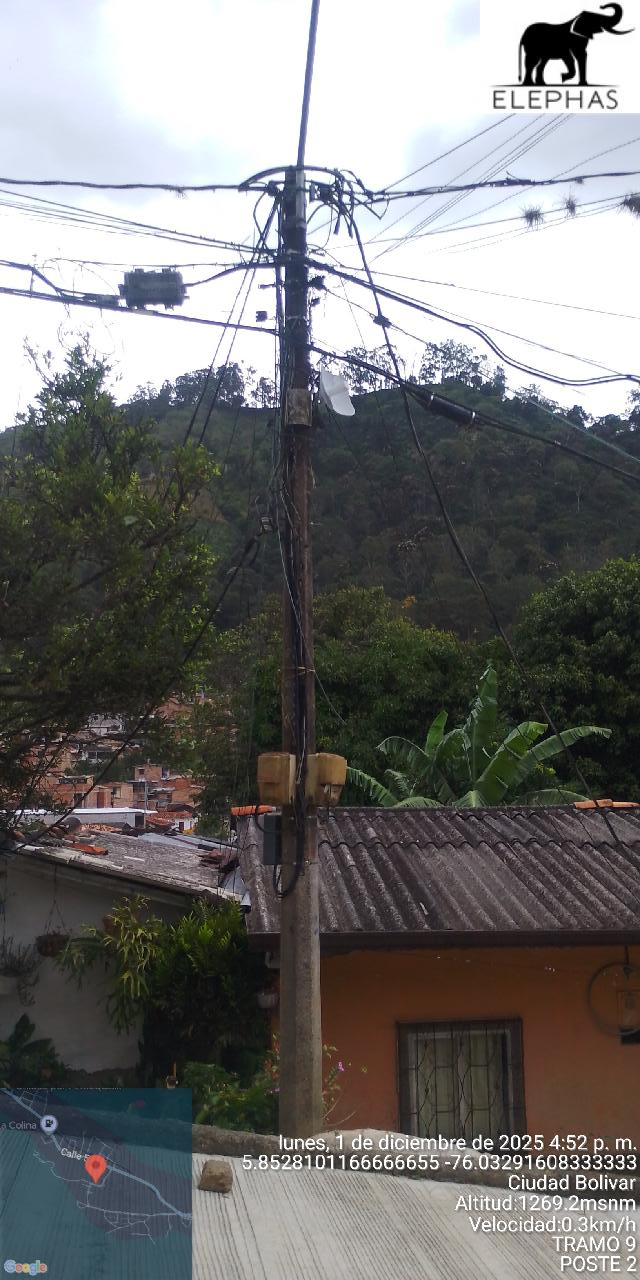 ELEPHAS
a Colina
Calle 5
lunes, 1 de diciembre de 2025 4:52 p. m.
5.8528101166666655 -76.03291608333333
Ciudad Bolivar
Altitud:1269.2msnm
Velocidad:0.3km/h
TRAMO 9
POSTE 2
Google